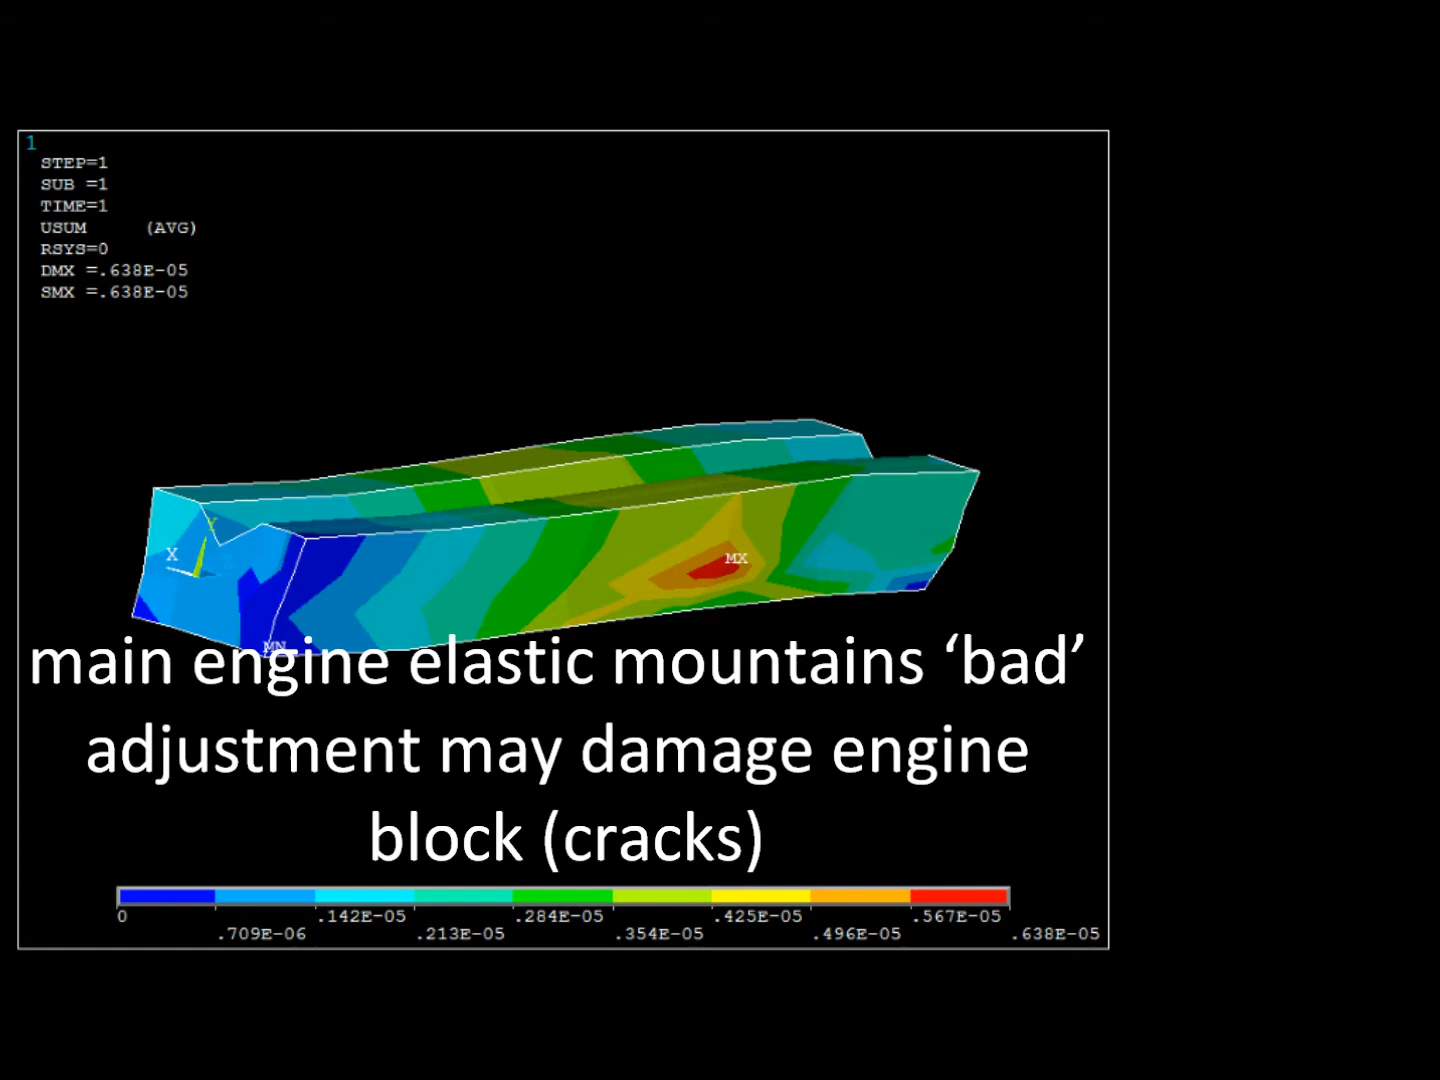 1
STEP=1
SUB =1
TIME=1
USUM (AVG)
RSYS=0
DMX =.638E-05
SMX =.638E-05
Y
X
MX
MN
main engine elastic mountains ‘bad’
adjustment may damage engine
block (cracks)
0 .142E-05 .284E-05 .425E-05 .567E-05
.709E-06 .213E-05 .354E-05 .496E-05 .638E-05